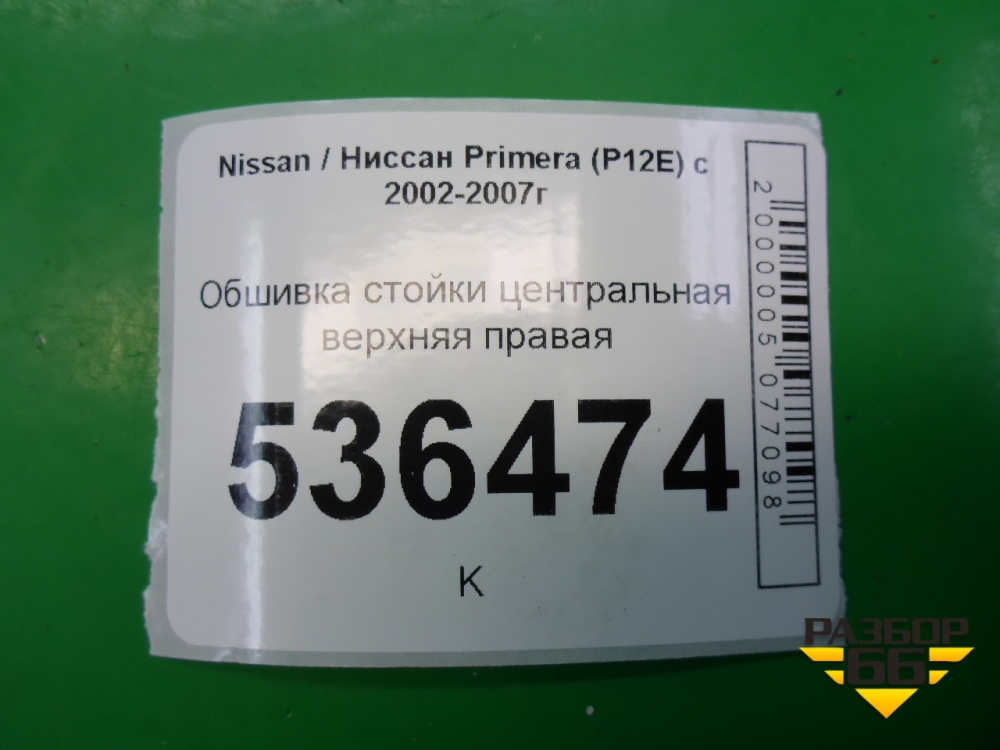 Nissan / Ниссан Primera (P12E) с
2002-2007г
Обшивка стойки центральная
верхняя правая
536474
К
2000005077098
РАЗБОР
66